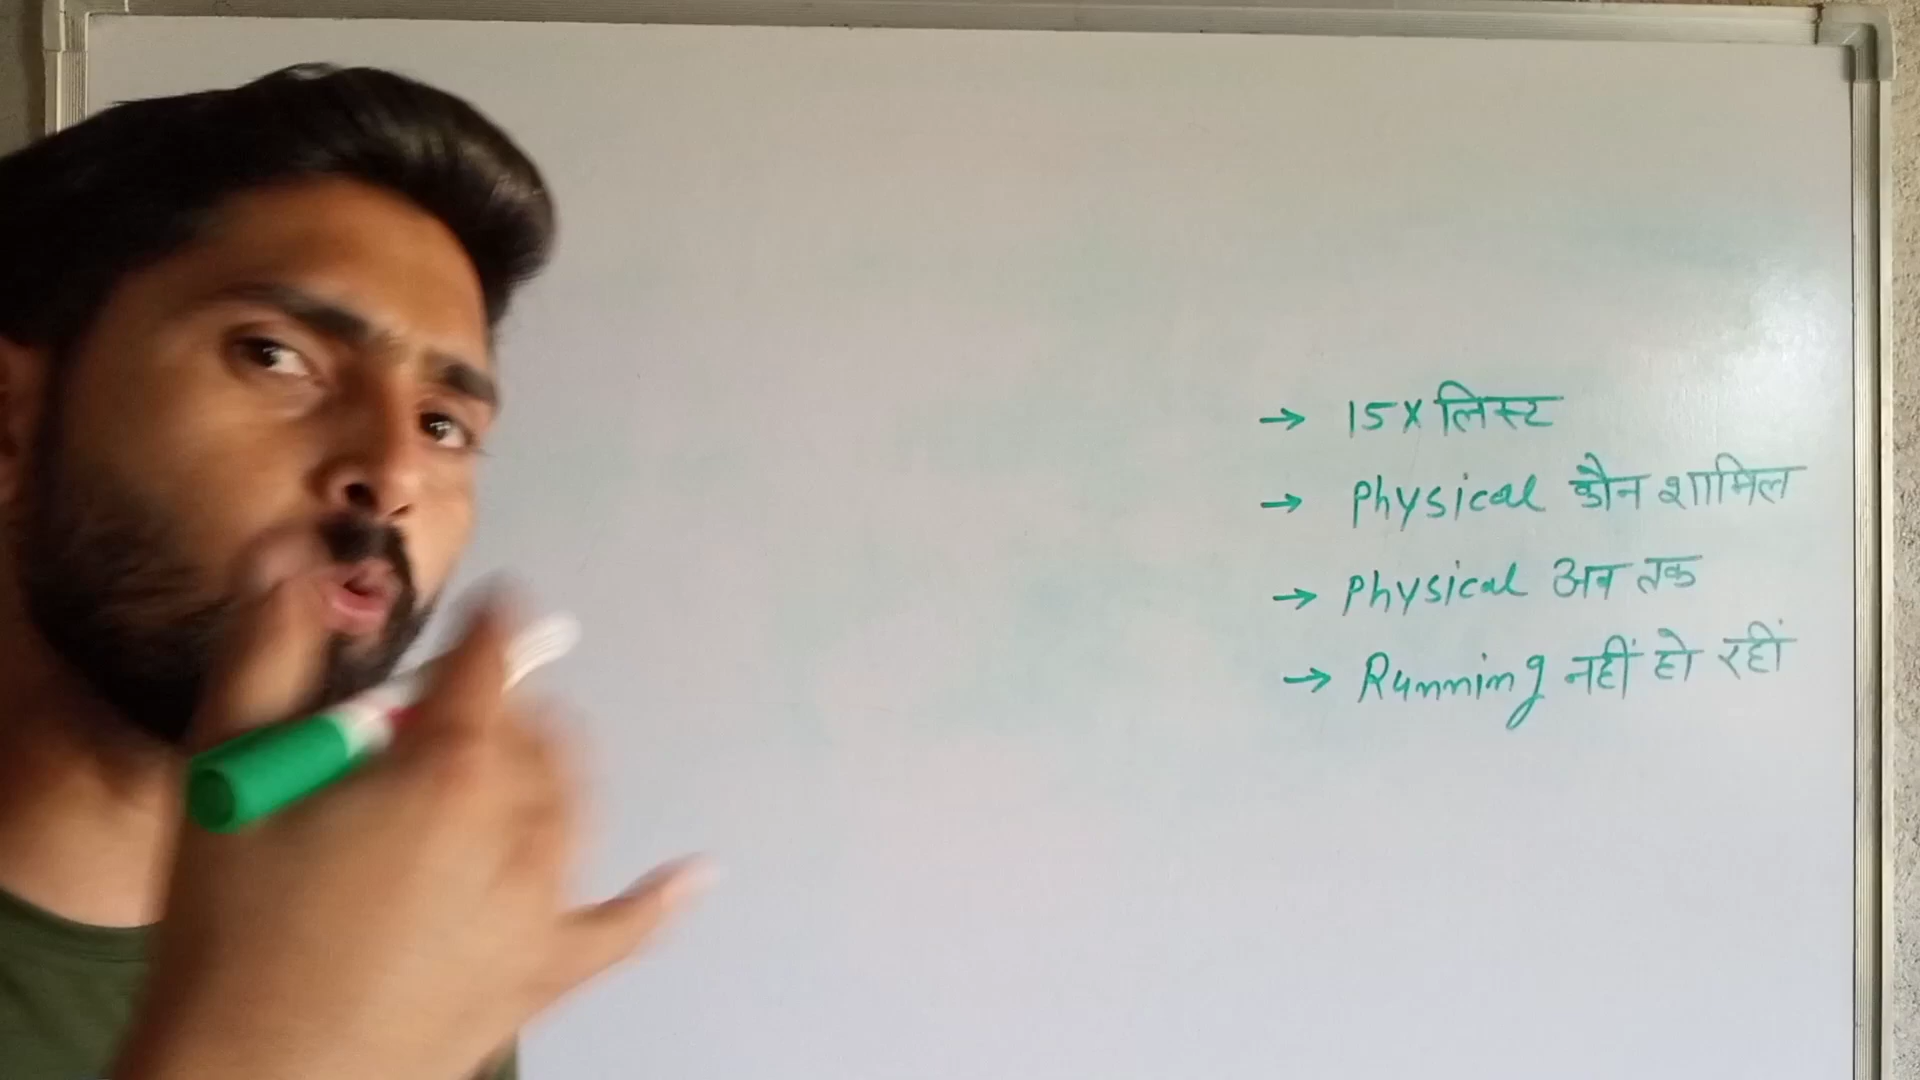 → 15X लिस्ट
→ Physical कौन शामिल
→ Physical अब तक
→ Running नहीं हो रहीं